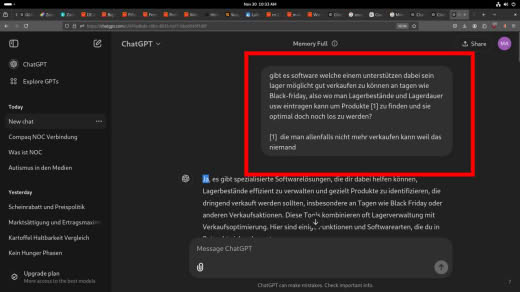 Nov 30 10:33 AM
ChatGPT
Memory Full
Share
ChatGPT
Explore GPTs
gibt es software welche einem unterstützen dabei sein
lager möglicht gut verkaufen zu können an tagen wie
Black-friday, also wo man Lagerbestände und Lagerdauer
usw eintragen kann um Produkte [1] zu finden und sie
optimal doch noch los zu werden?
[1] die man allenfalls nicht mehr verkaufen kann weil das
niemand
Today
New chat
Compaq NOC Verbindung
Was ist NOC
Autismus in den Medien
Yesterday
Scheinrabatt und Preispolitik
Marktsättigung und Ertragsmaxim
Kartoffel Haltbarkeit Vergleich
Kein Hunger Phasen
Upgrade plan
More access to the best models
Ja, es gibt spezialisierte Softwarelösungen, die dir dabei helfen können,
Lagerbestände effizient zu verwalten und gezielt Produkte zu identifizieren, die
dringend verkauft werden sollten, insbesondere an Tagen wie Black Friday oder
anderen Verkaufsaktionen. Diese Tools kombinieren oft Lagerverwaltung mit
Verkaufsoptimierung. Hier sind einige Funktionen und Softwarearten, die du in
Message ChatGPT
ChatGPT can make mistakes. Check important info.
?